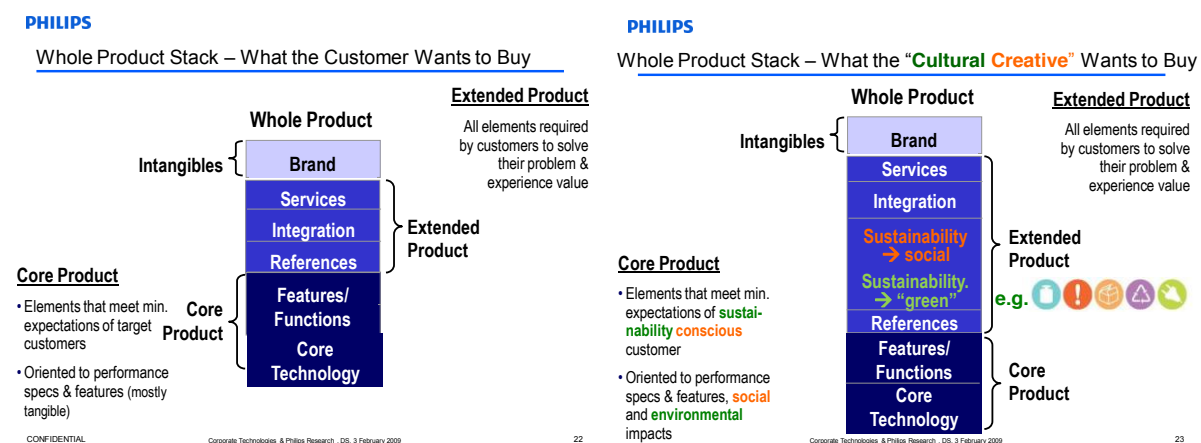 PHILIPS
Whole Product Stack – What the Customer Wants to Buy
Extended Product
All elements required
by customers to solve
their problem &
experience value
Whole Product
Intangibles
Brand
Services
Integration
References
Extended
Product
Features/
Functions
Core
Technology
Core
Product
Core Product
• Elements that meet min.
expectations of target
customers
• Oriented to performance
specs & features (mostly
tangible)
CONFIDENTIAL
Corporate Technologies & Philips Research , DS, 3 February 2009
22
PHILIPS
Whole Product Stack – What the “Cultural Creative” Wants to Buy
Whole Product
Extended Product
All elements required
by customers to solve
their problem &
experience value
Intangibles
Brand
Services
Integration
Sustainability
→ social
Sustainability.
→ “green”
References
Extended
Product
e.g.
Features/
Functions
Core
Technology
Core
Product
Core Product
• Elements that meet min.
expectations of sustai-
nability conscious
customer
• Oriented to performance
specs & features, social
and environmental
impacts
Corporate Technologies & Philips Research , DS, 3 February 2009
23